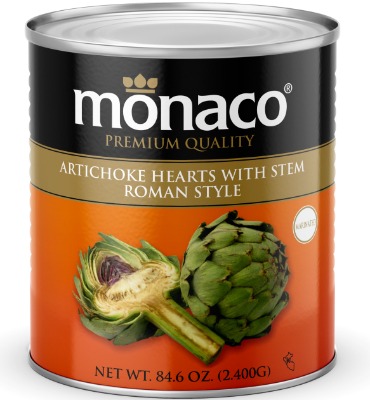 monaco®
PREMIUM QUALITY
ARTICHOKE HEARTS WITH STEM
ROMAN STYLE
NET WT. 84.6 OZ. (2.400G)